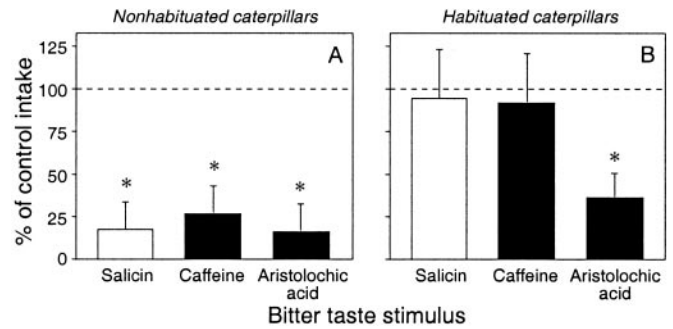 Nonhabituated caterpillars
Habituated caterpillars
% of control intake
125
100
75
50
25
0
A
*
*
*
Salicin
Caffeine
Aristolochic
acid
B
*
Salicin
Caffeine
Aristolochic
acid
Bitter taste stimulus